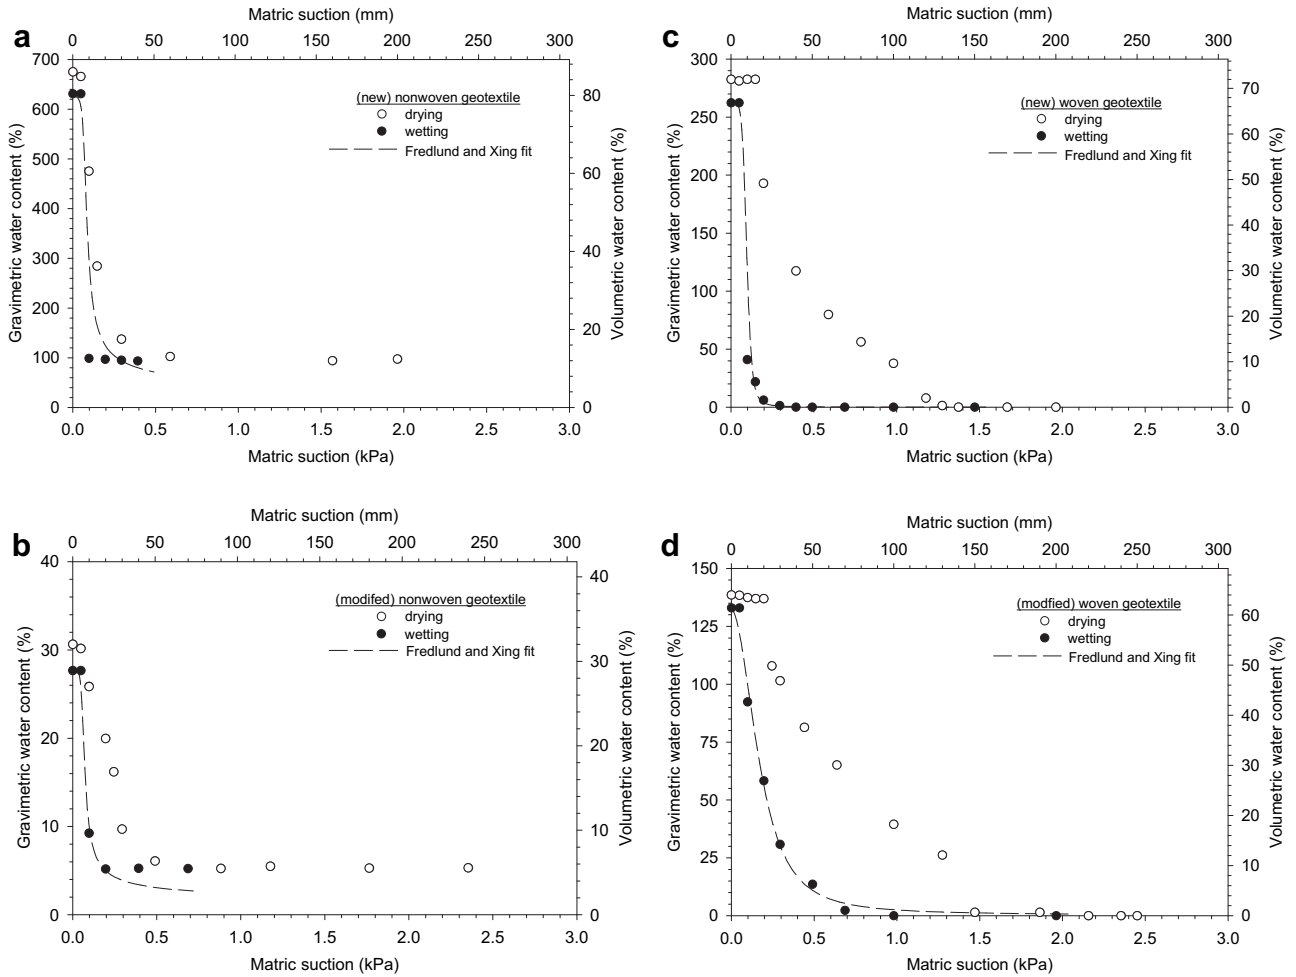 a
Matric suction (mm)
0 50 100 150 200 250 300
700
600
500
400
300
200
100
0
Gravimetric water content (%)
(new) nonwoven geotextile
drying
wetting
Fredlund and Xing fit
80
60
40
20
0
Volumetric water content (%)
0.0 0.5 1.0 1.5 2.0 2.5 3.0
Matric suction (kPa)
c
Matric suction (mm)
0 50 100 150 200 250 300
300
250
200
150
100
50
0
Gravimetric water content (%)
(new) woven geotextile
drying
wetting
Fredlund and Xing fit
70
60
50
40
30
20
10
0
Volumetric water content (%)
0.0 0.5 1.0 1.5 2.0 2.5 3.0
Matric suction (kPa)
b
Matric suction (mm)
0 50 100 150 200 250 300
40
30
20
10
0
Gravimetric water content (%)
(modifed) nonwoven geotextile
drying
wetting
Fredlund and Xing fit
40
30
20
10
0
Volumetric water content (%)
0.0 0.5 1.0 1.5 2.0 2.5 3.0
Matric suction (kPa)
d
Matric suction (mm)
0 50 100 150 200 250 300
150
125
100
75
50
25
0
Gravimetric water content (%)
(modfied) woven geotextile
drying
wetting
Fredlund and Xing fit
60
50
40
30
20
10
0
Volumetric water content (%)
0.0 0.5 1.0 1.5 2.0 2.5 3.0
Matric suction (kPa)